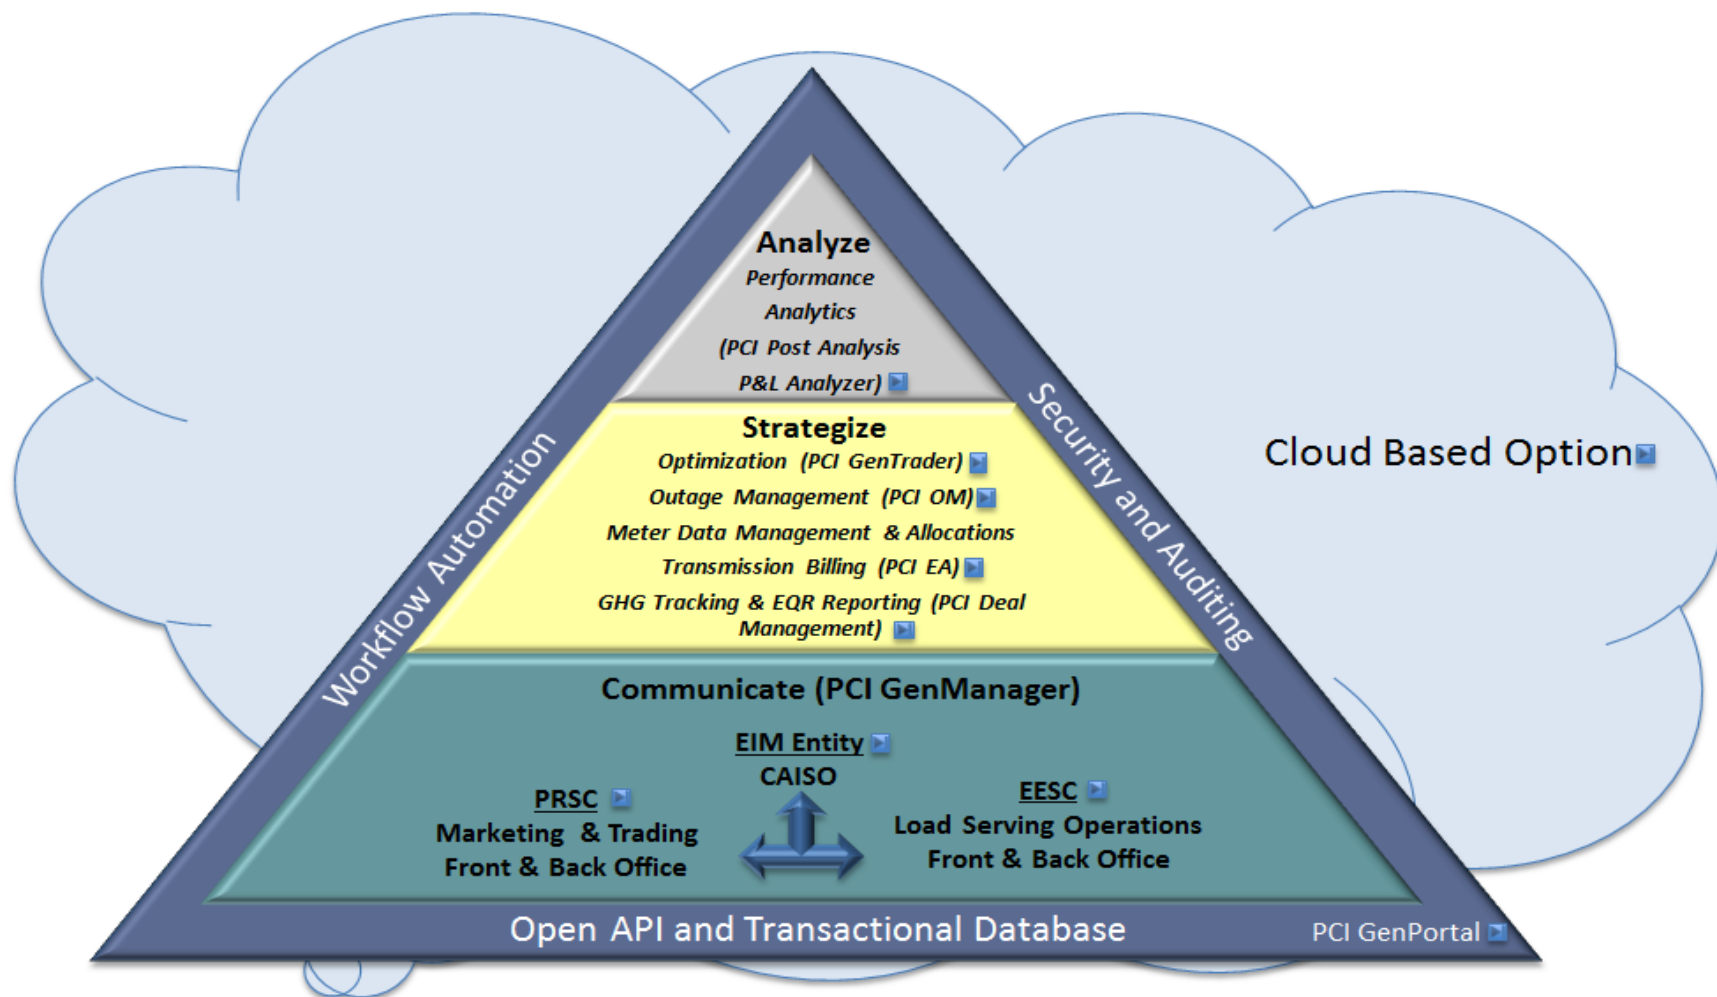 Analyze
Performance
Analytics
(PCI Post Analysis
P&L Analyzer)
Strategize
Optimization (PCI GenTrader)
Outage Management (PCI OM)
Meter Data Management & Allocations
Transmission Billing (PCI EA)
GHG Tracking & EQR Reporting (PCI Deal
Management)
Communicate (PCI GenManager)
EIM Entity
CAISO
PRSC
Marketing & Trading
Front & Back Office
EESC
Load Serving Operations
Front & Back Office
Workflow Automation
Security and Auditing
Open API and Transactional Database
PCI GenPortal
Cloud Based Option